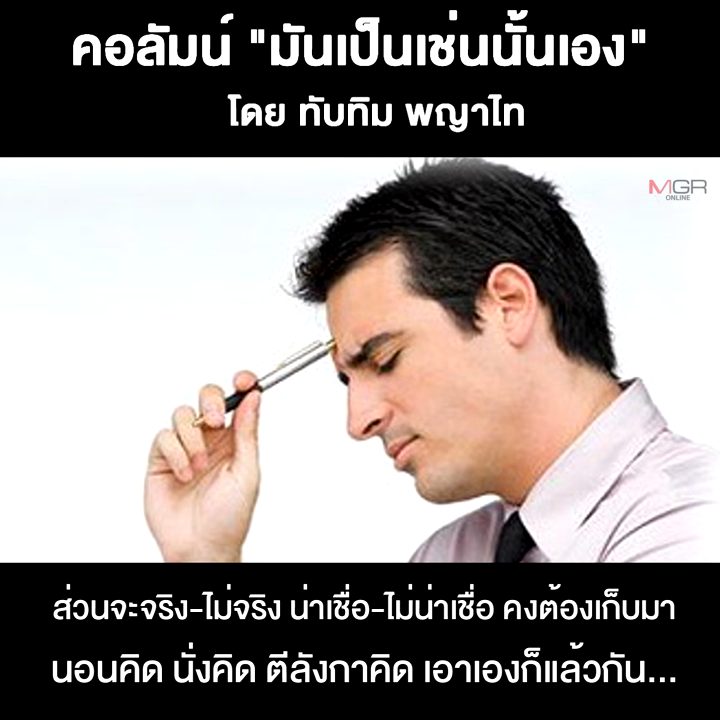 คอลัมน์ "มันเป็นเช่นนั้นเอง"
โดย ทับทิม พญาไท
MGR
ONLINE
ส่วนจะจริง-ไม่จริง น่าเชื่อ-ไม่น่าเชื่อ คงต้องเก็บมา
นอนคิด นั่งคิด ตีลังกาคิด เอาเองก็แล้วกัน...